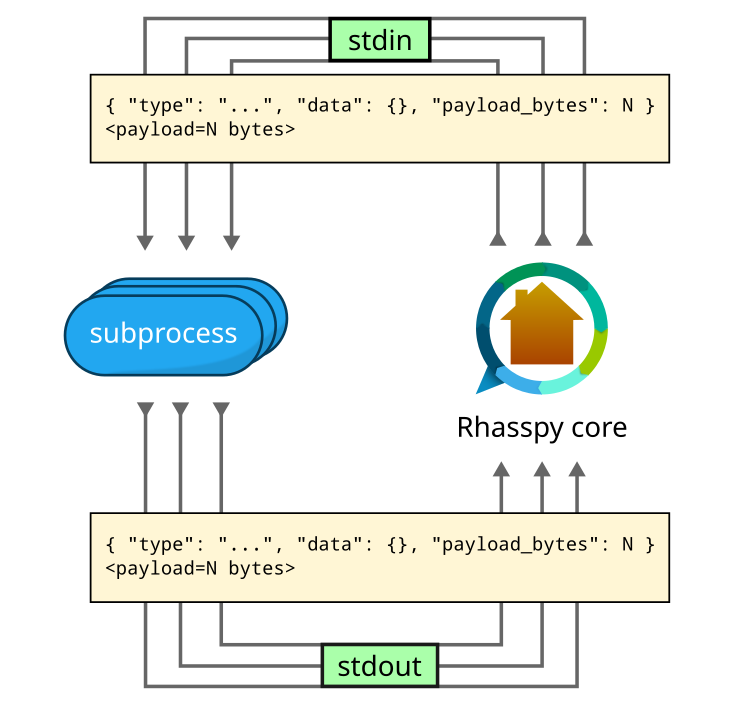 stdin
{ "type": "...", "data": {}, "payload_bytes": N }
<payload=N bytes>
subprocess
Rhasspy core
{ "type": "...", "data": {}, "payload_bytes": N }
<payload=N bytes>
stdout